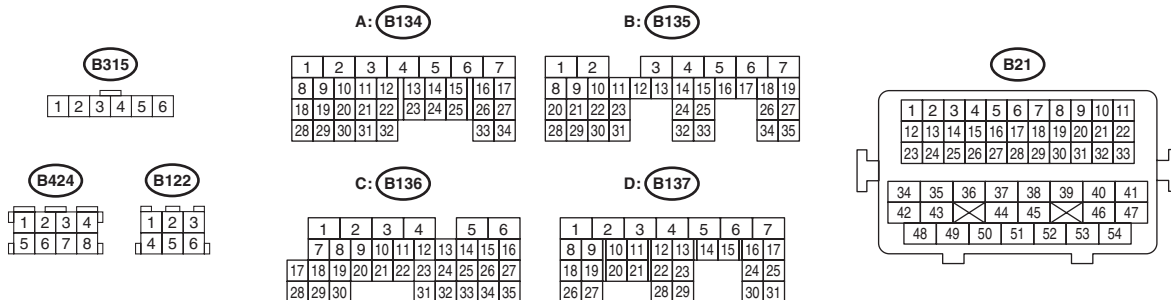 B315
1 2 3 4 5 6
B424
1 2 3 4
5 6 7 8
B122
1 2 3
4 5 6
A: B134
1 2 3 4 5 6 7
8 9 10 11 12 13 14 15 16 17
18 19 20 21 22 23 24 25 26 27
28 29 30 31 32 33 34
B: B135
1 2 3 4 5 6 7
8 9 10 11 12 13 14 15 16 17 18 19
20 21 22 23 24 25 26 27
28 29 30 31 32 33 34 35
C: B136
1 2 3 4 5 6
7 8 9 10 11 12 13 14 15 16
17 18 19 20 21 22 23 24 25 26 27
28 29 30 31 32 33 34 35
D: B137
1 2 3 4 5 6 7
8 9 10 11 12 13 14 15 16 17
18 19 20 21 22 23 24 25
26 27 28 29 30 31
B21
1 2 3 4 5 6 7 8 9 10 11
12 13 14 15 16 17 18 19 20 21 22
23 24 25 26 27 28 29 30 31 32 33
34 35 36 37 38 39 40 41
42 43 44 45 46 47
48 49 50 51 52 53 54